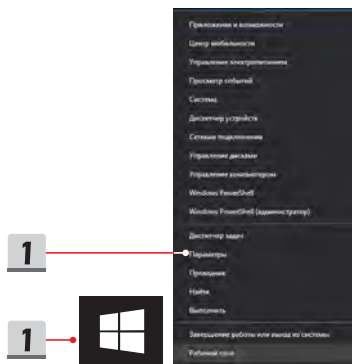 Приложения и возможности
Центр мобильности
Управление электропитанием
Просмотр событий
Система
Диспетчер устройств
Сетевые подключения
Управление дисками
Управление компьютером
Windows PowerShell
Windows PowerShell (администратор)
Диспетчер задач
1
Параметры
Проводник
Найти
Выполнить
1
Завершение работы или выход из системы
Рабочий стол